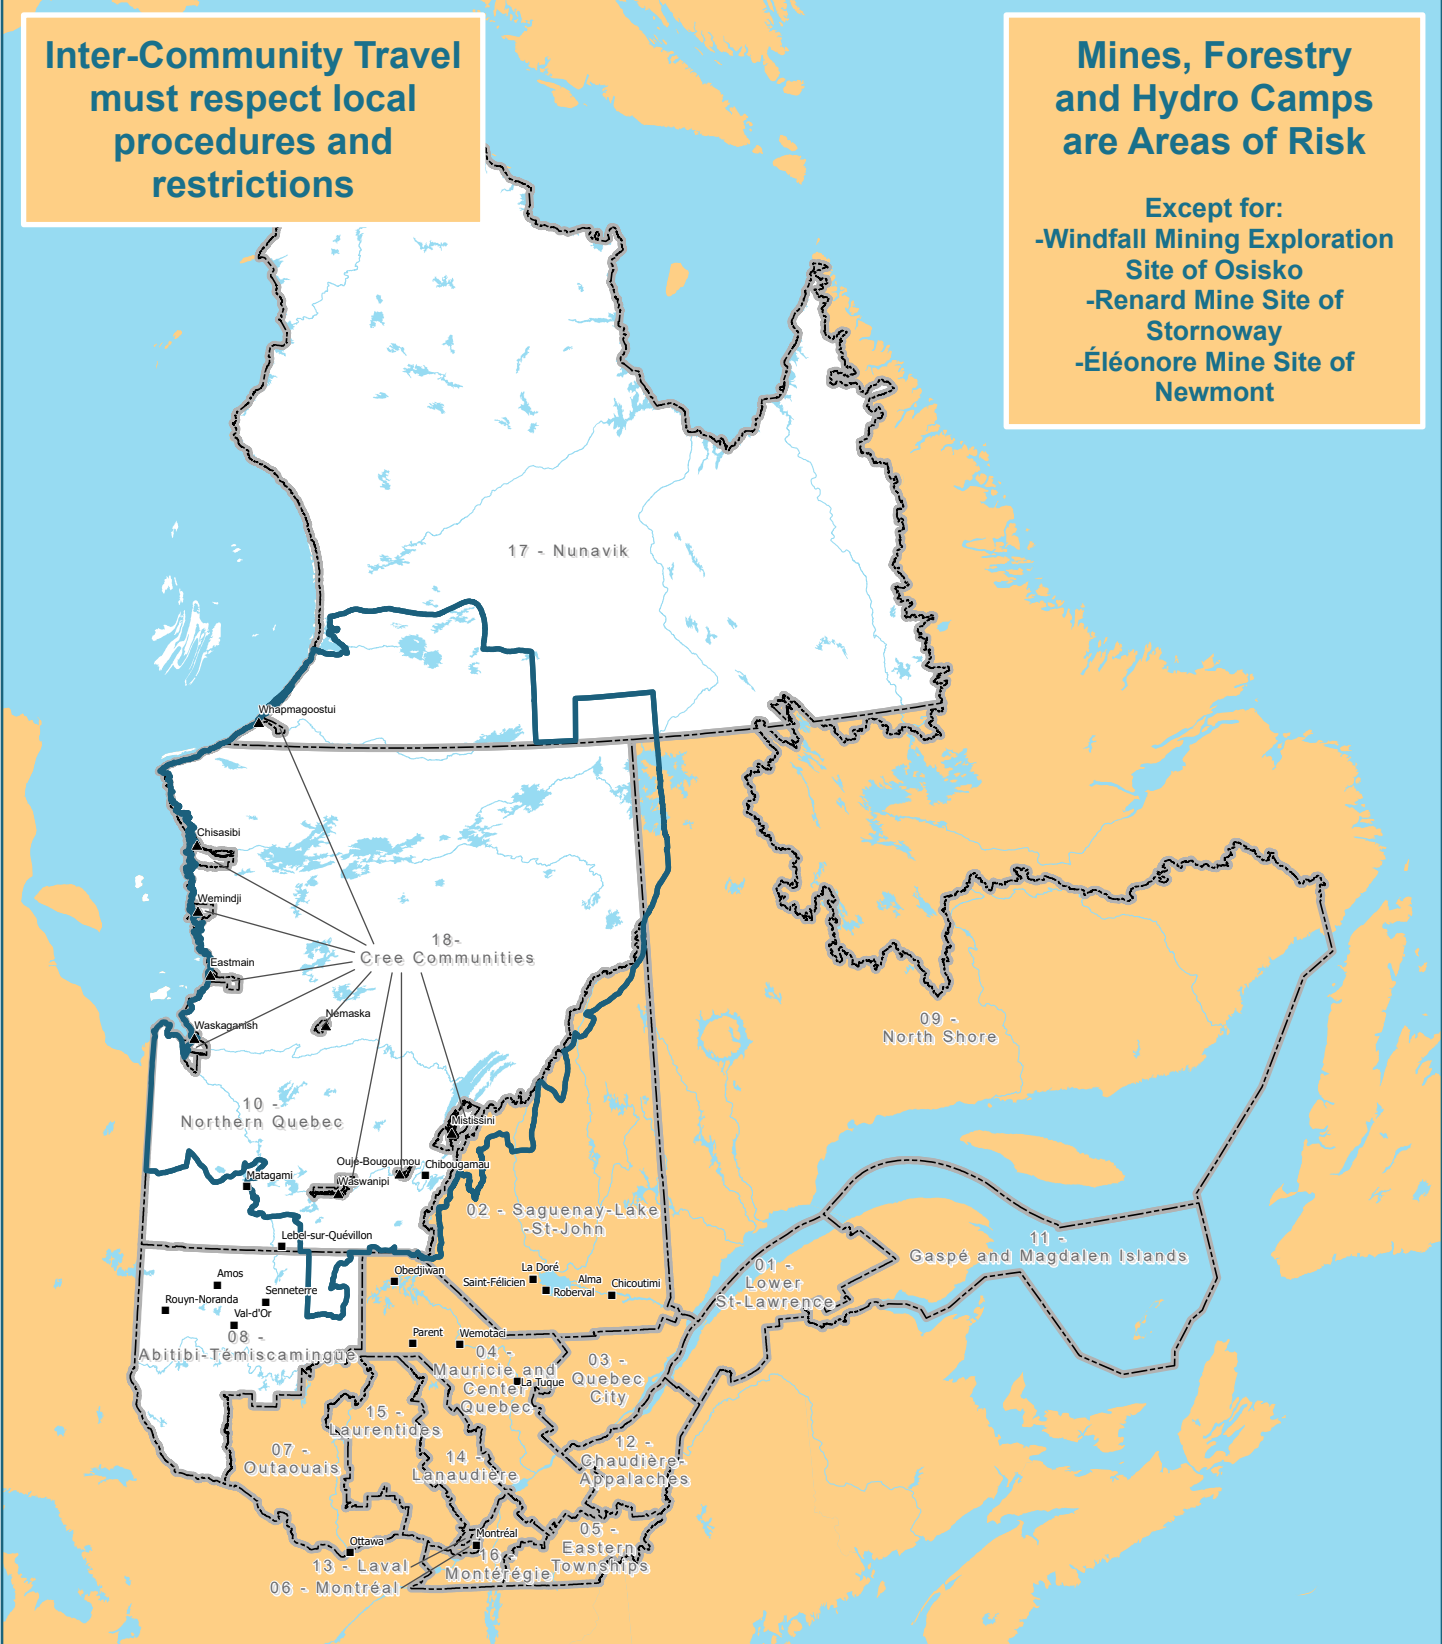 Inter-Community Travel
must respect local
procedures and
restrictions
Mines, Forestry
and Hydro Camps
are Areas of Risk
Except for:
-Windfall Mining Exploration
Site of Osisko
-Renard Mine Site of
Stornoway
-Éléonore Mine Site of
Newmont
17 - Nunavik
Whapmagoostui
Chisasibi
Wemindji
18-
Cree Communities
Eastmain
Nemaska
Waskaganish
09 -
North Shore
10 -
Northern Quebec
Mistissini
Oujé-Bougoumou
Chibougamau
Matagami
Waswanipi
02 - Saguenay-Lake
-St-John
Lebel-sur-Quévillon
11 -
Gaspé and Magdalen Islands
01 -
Lower
St-Lawrence
Obedjiwan
La Doré
Saint-Félicien
Alma
Roberval
Chicoutimi
Amos
Senneterre
Rouyn-Noranda
Val-d'Or
08 -
Abitibi-Témiscamingue
Parent
Wemotaci
04 -
Mauricie and
Center
Quebec
La Tuque
03 -
Quebec
City
15 -
Laurentides
07 -
Outaouais
14 -
Lanaudière
12 -
Chaudière-
Appalaches
Ottawa
Montréal
05 -
Eastern
Townships
13 - Laval
16 -
Montérégie
06 - Montréal